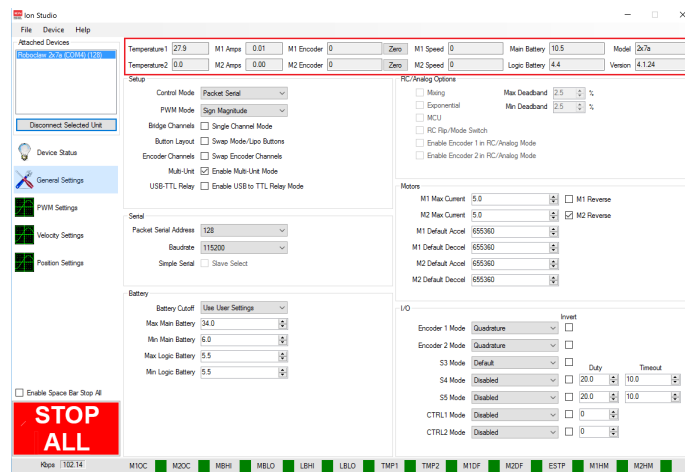 Ion Studio
File Device Help
Attached Devices
Roboclaw 2x7a (COM4) (128)
Disconnect Selected Unit
Device Status
General Settings
PWM Settings
Velocity Settings
Position Settings
Enable Space Bar Stop All
STOP
ALL
Kbps 102.14
Temperature1 27.9 M1 Amps 0.01 M1 Encoder 0 Zero M1 Speed 0 Main Battery 10.5 Model 2x7a
Temperature2 0.0 M2 Amps 0.00 M2 Encoder 0 Zero M2 Speed 0 Logic Battery 4.4 Version 4.1.24
Setup
Control Mode Packet Serial
PWM Mode Sign Magnitude
Bridge Channels Single Channel Mode
Button Layout Swap Mode/Lipo Buttons
Encoder Channels Swap Encoder Channels
Multi-Unit Enable Multi-Unit Mode
USB-TTL Relay Enable USB to TTL Relay Mode
Serial
Packet Serial Address 128
Baudrate 115200
Simple Serial Slave Select
Battery
Battery Cutoff Use User Settings
Max Main Battery 34.0
Min Main Battery 6.0
Max Logic Battery 5.5
Min Logic Battery 5.5
RC/Analog Options
Mixing Max Deadband 2.5 %
Exponential Min Deadband 2.5 %
MCU
RC Flip/Mode Switch
Enable Encoder 1 in RC/Analog Mode
Enable Encoder 2 in RC/Analog Mode
Motors
M1 Max Current 5.0 M1 Reverse
M2 Max Current 5.0 M2 Reverse
M1 Default Accel 655360
M1 Default Deccel 655360
M2 Default Accel 655360
M2 Default Deccel 655360
I/O
Invert
Encoder 1 Mode Quadrature
Encoder 2 Mode Quadrature
S3 Mode Default
Duty Timeout
S4 Mode Disabled 20.0 10.0
S5 Mode Disabled 20.0 10.0
CTRL1 Mode Disabled 0
CTRL2 Mode Disabled 0
M1OC M2OC MBHI MBLO LBHI LBLO TMP1 TMP2 M1DF M2DF ESTP M1HM M2HM